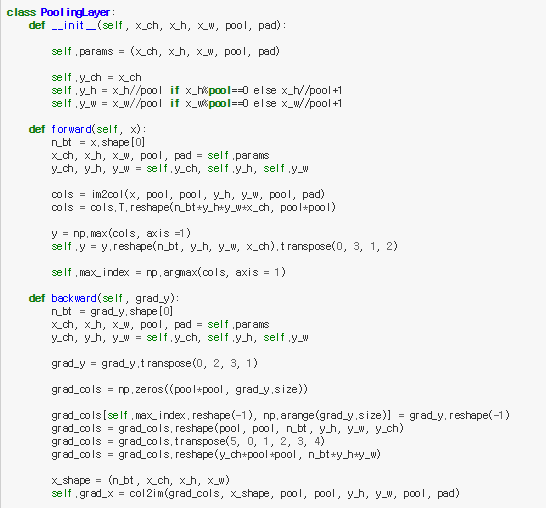 class PoolingLayer:
    def __init__(self, x_ch, x_h, x_w, pool, pad):
        self.params = (x_ch, x_h, x_w, pool, pad)
        self.y_ch = x_ch
        self.y_h = x_h//pool if x_h%pool==0 else x_h//pool+1
        self.y_w = x_w//pool if x_w%pool==0 else x_w//pool+1
    def forward(self, x):
        n_bt = x.shape[0]
        x_ch, x_h, x_w, pool, pad = self.params
        y_ch, y_h, y_w = self.y_ch, self.y_h, self.y_w
        cols = im2col(x, pool, pool, y_h, y_w, pool, pad)
        cols = cols.T.reshape(n_bt*y_h*y_w*x_ch, pool*pool)
        y = np.max(cols, axis =1)
        self.y = y.reshape(n_bt, y_h, y_w, x_ch).transpose(0, 3, 1, 2)
        self.max_index = np.argmax(cols, axis = 1)
    def backward(self, grad_y):
        n_bt = grad_y.shape[0]
        x_ch, x_h, x_w, pool, pad = self.params
        y_ch, y_h, y_w = self.y_ch, self.y_h, self.y_w
        grad_y = grad_y.transpose(0, 2, 3, 1)
        grad_cols = np.zeros((pool*pool, grad_y.size))
        grad_cols[self.max_index.reshape(-1), np.arange(grad_y.size)] = grad_y.reshape(-1)
        grad_cols = grad_cols.reshape(pool, pool, n_bt, y_h, y_w, y_ch)
        grad_cols = grad_cols.transpose(5, 0, 1, 2, 3, 4)
        grad_cols = grad_cols.reshape(y_ch*pool*pool, n_bt*y_h*y_w)
        x_shape = (n_bt, x_ch, x_h, x_w)
        self.grad_x = col2im(grad_cols, x_shape, pool, pool, y_h, y_w, pool, pad)